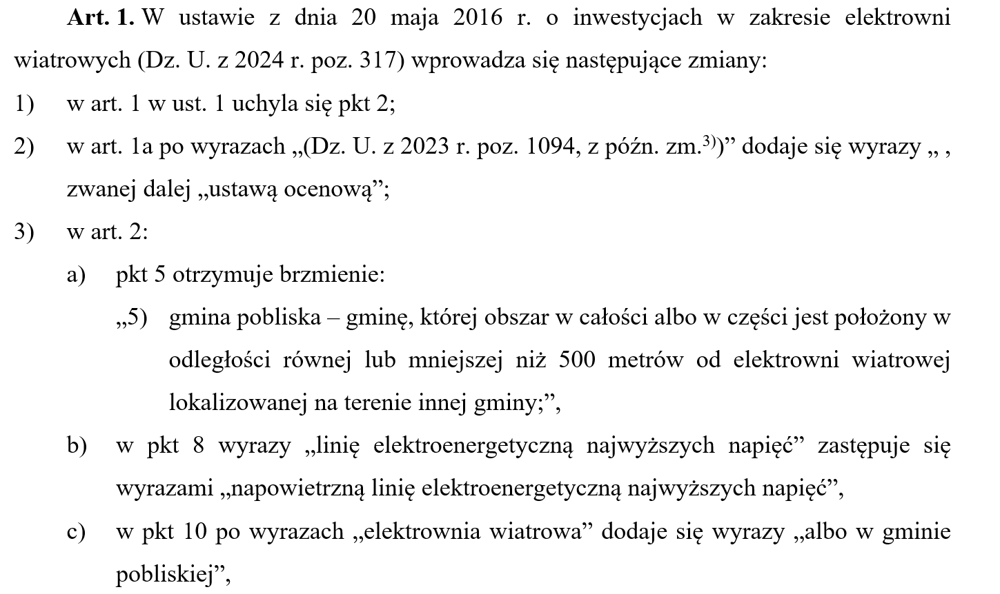 Art. 1. W ustawie z dnia 20 maja 2016 r. o inwestycjach w zakresie elektrowni
wiatrowych (Dz. U. z 2024 r. poz. 317) wprowadza się następujące zmiany:
1) w art. 1 w ust. 1 uchyla się pkt 2;
2) w art. 1a po wyrazach „(Dz. U. z 2023 r. poz. 1094, z późn. zm.³⁾)” dodaje się wyrazy „ ,
zwanej dalej „ustawą ocenową”;
3) w art. 2:
a) pkt 5 otrzymuje brzmienie:
„5) gmina pobliska – gminę, której obszar w całości albo w części jest położony w
odległości równej lub mniejszej niż 500 metrów od elektrowni wiatrowej
lokalizowanej na terenie innej gminy;”,
b) w pkt 8 wyrazy „linię elektroenergetyczną najwyższych napięć” zastępuje się
wyrazami „napowietrzną linię elektroenergetyczną najwyższych napięć”,
c) w pkt 10 po wyrazach „elektrownia wiatrowa” dodaje się wyrazy „albo w gminie
pobliskiej”,